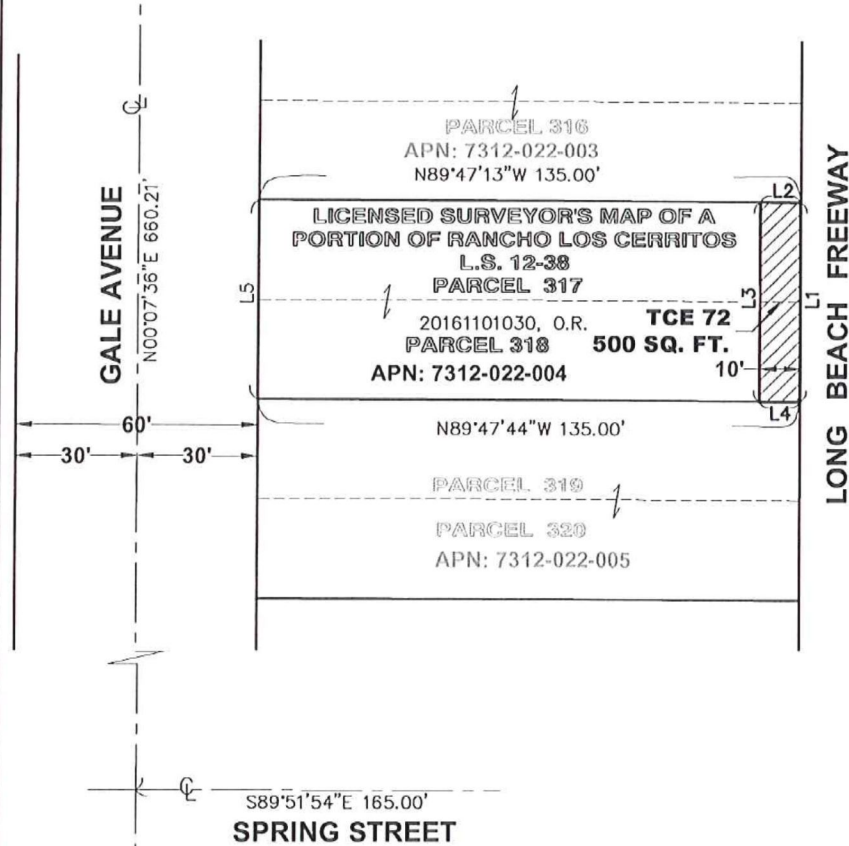 PARCEL 316
APN: 7312-022-003
N89°47'13"W 135.00'
L2
LICENSED SURVEYOR'S MAP OF A
PORTION OF RANCHO LOS CERRITOS
L.S. 12-38
PARCEL 317
20161101030, O.R.
PARCEL 318
APN: 7312-022-004
TCE 72
500 SQ. FT.
10'
L5
L3
L1
L4
N89°47'44"W 135.00'
GALE AVENUE
N00°07'36"E 660.21'
LONG BEACH FREEWAY
60'
30'
30'
PARCEL 319
PARCEL 320
APN: 7312-022-005
S89°51'54"E 165.00'
SPRING STREET
CL
CL